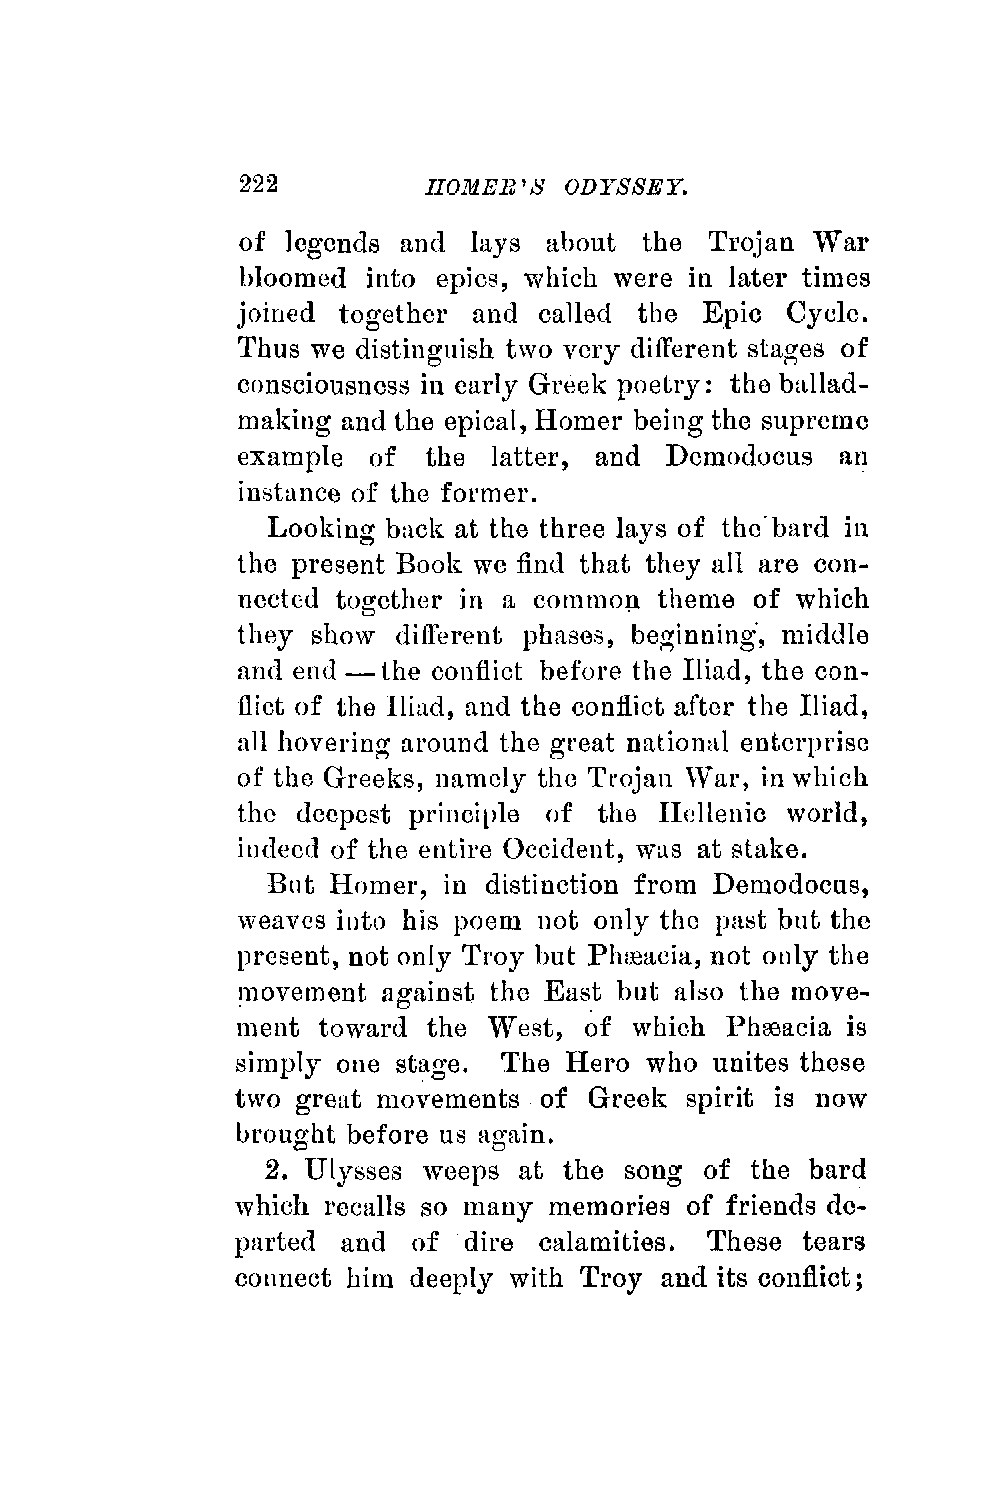 222 HOMER'S ODYSSEY.
of legends and lays about the Trojan War
bloomed into epics, which were in later times
joined together and called the Epic Cycle.
Thus we distinguish two very different stages of
consciousness in early Greek poetry: the ballad-
making and the epical, Homer being the supreme
example of the latter, and Demodocus an
instance of the former.
Looking back at the three lays of the bard in
the present Book we find that they all are con-
nected together in a common theme of which
they show different phases, beginning, middle
and end — the conflict before the Iliad, the con-
flict of the Iliad, and the conflict after the Iliad,
all hovering around the great national enterprise
of the Greeks, namely the Trojan War, in which
the deepest principle of the Hellenic world,
indeed of the entire Occident, was at stake.
But Homer, in distinction from Demodocus,
weaves into his poem not only the past but the
present, not only Troy but Phæacia, not only the
movement against the East but also the move-
ment toward the West, of which Phæacia is
simply one stage. The Hero who unites these
two great movements of Greek spirit is now
brought before us again.
2. Ulysses weeps at the song of the bard
which recalls so many memories of friends de-
parted and of dire calamities. These tears
connect him deeply with Troy and its conflict;